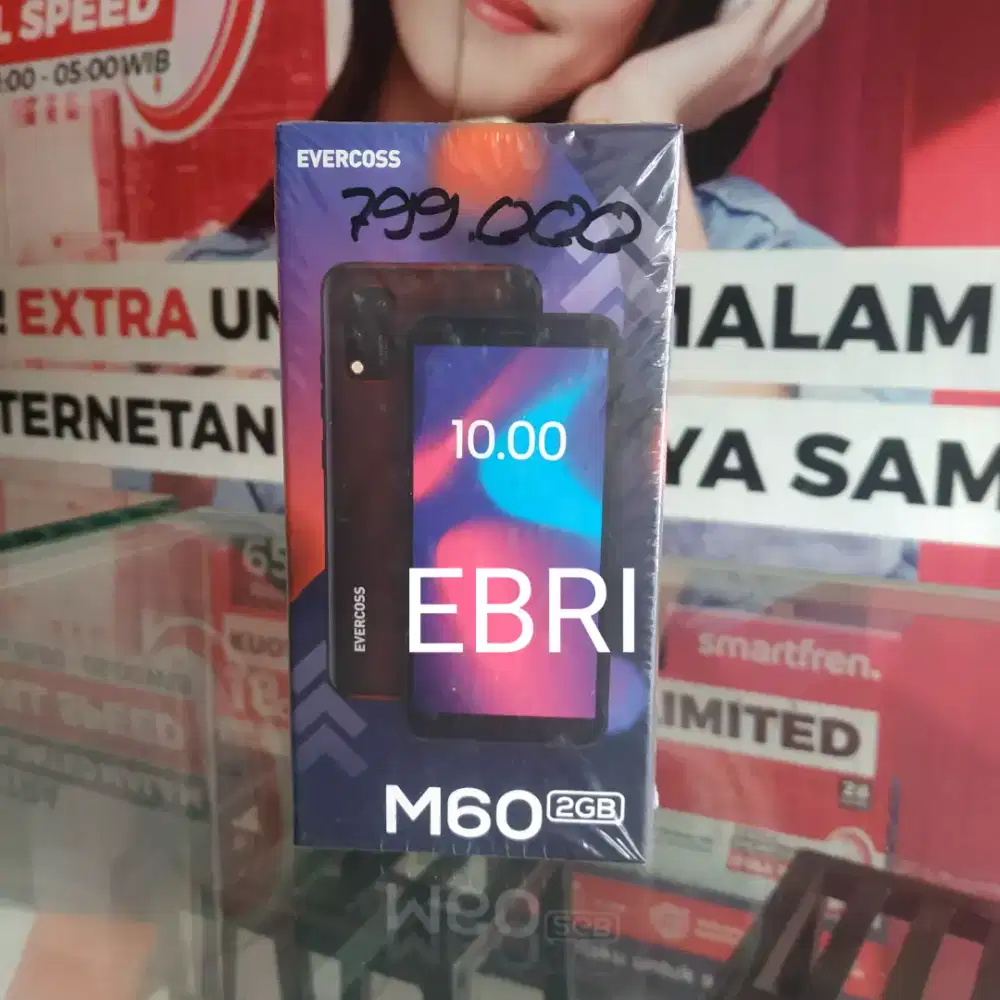 L SPEED
:00 - 05:00 WIB
EVERCOSS
799.000
! EXTRA UN
MALAM
TERNETAN
YA SAM
10.00
EVERCOSS
EBRI
smartfren.
IMITED
M60 2GB